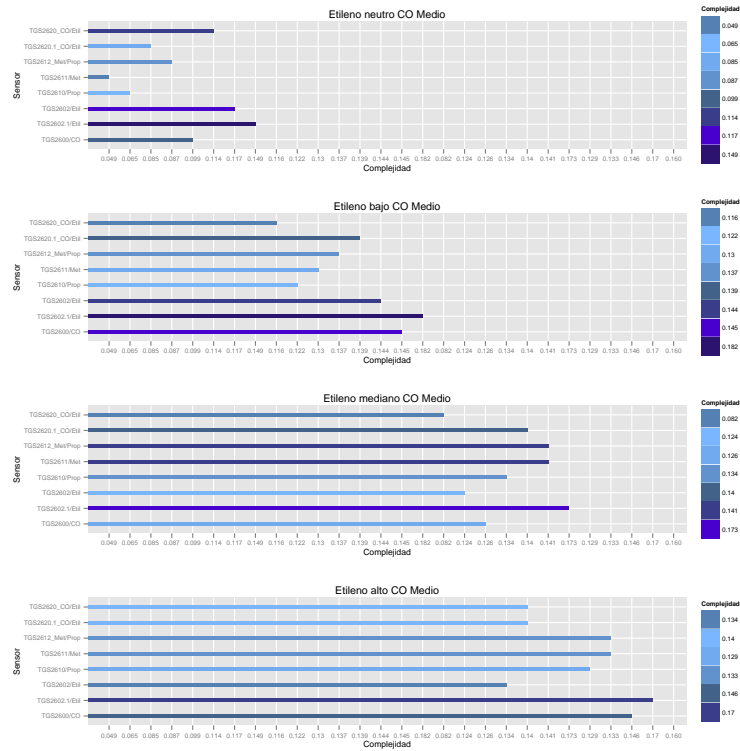 Etileno neutro CO Medio
Sensor
TGS2620_CO/Etil
TGS2620.1_CO/Etil
TGS2612_Met/Prop
TGS2611/Met
TGS2610/Prop
TGS2602/Etil
TGS2602.1/Etil
TGS2600/CO
0.049 0.065 0.085 0.087 0.099 0.114 0.117 0.149 0.116 0.122 0.13 0.137 0.139 0.144 0.145 0.182 0.082 0.124 0.126 0.134 0.14 0.141 0.173 0.129 0.133 0.146 0.17 0.160
Complejidad
Complejidad
0.049
0.065
0.085
0.087
0.099
0.114
0.117
0.149
Etileno bajo CO Medio
Sensor
TGS2620_CO/Etil
TGS2620.1_CO/Etil
TGS2612_Met/Prop
TGS2611/Met
TGS2610/Prop
TGS2602/Etil
TGS2602.1/Etil
TGS2600/CO
0.049 0.065 0.085 0.087 0.099 0.114 0.117 0.149 0.116 0.122 0.13 0.137 0.139 0.144 0.145 0.182 0.082 0.124 0.126 0.134 0.14 0.141 0.173 0.129 0.133 0.146 0.17 0.160
Complejidad
Complejidad
0.116
0.122
0.13
0.137
0.139
0.144
0.145
0.182
Etileno mediano CO Medio
Sensor
TGS2620_CO/Etil
TGS2620.1_CO/Etil
TGS2612_Met/Prop
TGS2611/Met
TGS2610/Prop
TGS2602/Etil
TGS2602.1/Etil
TGS2600/CO
0.049 0.065 0.085 0.087 0.099 0.114 0.117 0.149 0.116 0.122 0.13 0.137 0.139 0.144 0.145 0.182 0.082 0.124 0.126 0.134 0.14 0.141 0.173 0.129 0.133 0.146 0.17 0.160
Complejidad
Complejidad
0.082
0.124
0.126
0.134
0.14
0.141
0.173
Etileno alto CO Medio
Sensor
TGS2620_CO/Etil
TGS2620.1_CO/Etil
TGS2612_Met/Prop
TGS2611/Met
TGS2610/Prop
TGS2602/Etil
TGS2602.1/Etil
TGS2600/CO
0.049 0.065 0.085 0.087 0.099 0.114 0.117 0.149 0.116 0.122 0.13 0.137 0.139 0.144 0.145 0.182 0.082 0.124 0.126 0.134 0.14 0.141 0.173 0.129 0.133 0.146 0.17 0.160
Complejidad
Complejidad
0.134
0.14
0.129
0.133
0.146
0.17